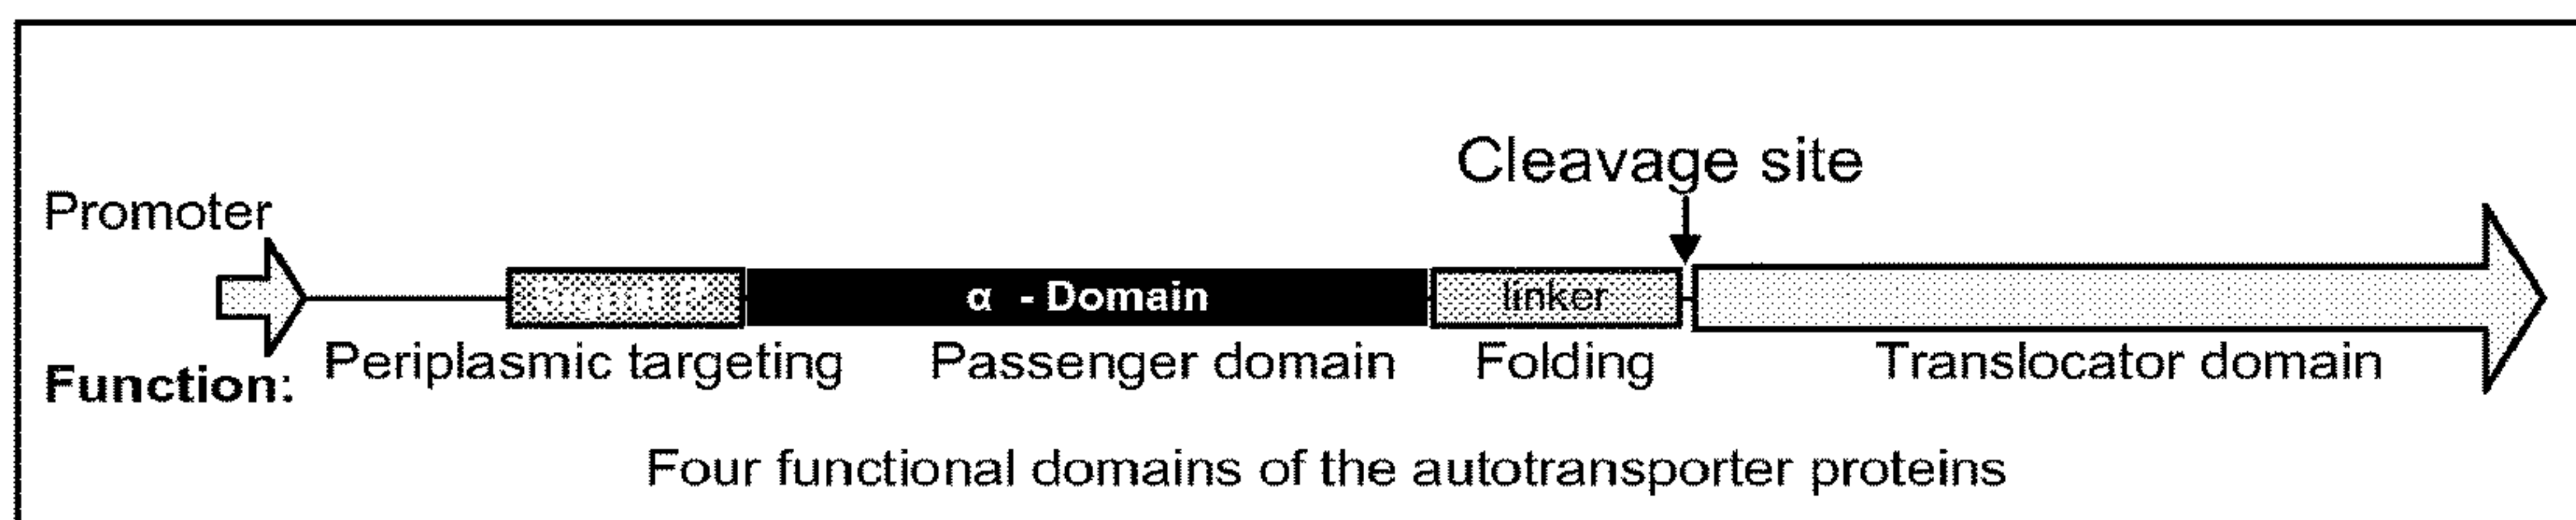 Cleavage site
Promoter
α - Domain
linker
Function:
Periplasmic targeting
Passenger domain
Folding
Translocator domain
Four functional domains of the autotransporter proteins